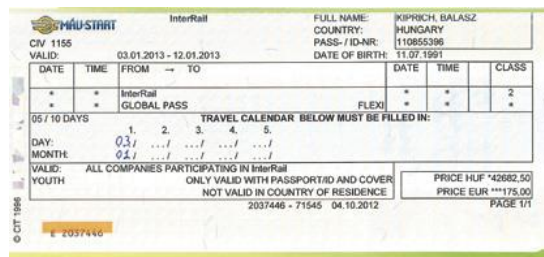 MÁV-START InterRail FULL NAME: KIPRICH, BALASZ
COUNTRY: HUNGARY
CIV 1155 PASS- / ID-NR: 110855396
VALID: 03.01.2013 - 12.01.2013 DATE OF BIRTH: 11.07.1991
DATE TIME FROM → TO DATE TIME CLASS
* * InterRail * * 2
* * GLOBAL PASS FLEXI * * *
05 / 10 DAYS TRAVEL CALENDAR BELOW MUST BE FILLED IN:
1. 2. 3. 4. 5.
DAY: 03/ .../ .../ .../
MONTH: 01/ .../ .../ .../
VALID: ALL COMPANIES PARTICIPATING IN InterRail
YOUTH ONLY VALID WITH PASSPORT/ID AND COVER PRICE HUF *42682,50
NOT VALID IN COUNTRY OF RESIDENCE PRICE EUR ***175,00
2037446 - 71545 04.10.2012 PAGE 1/1
E 2037446
© CIT 1996